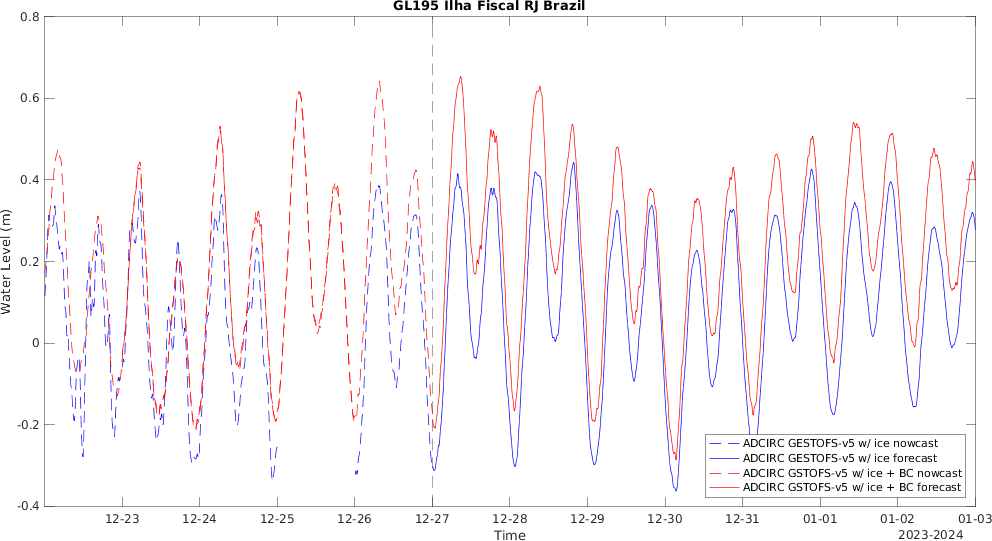 GL195 Ilha Fiscal RJ Brazil
0.8
0.6
0.4
0.2
0
-0.2
-0.4
Water Level (m)
ADCIRC GESTOFS-v5 w/ ice nowcast
ADCIRC GESTOFS-v5 w/ ice forecast
ADCIRC GSTOFS-v5 w/ ice + BC nowcast
ADCIRC GSTOFS-v5 w/ ice + BC forecast
12-23 12-24 12-25 12-26 12-27 12-28 12-29 12-30 12-31 01-01 01-02 01-03
Time
2023-2024